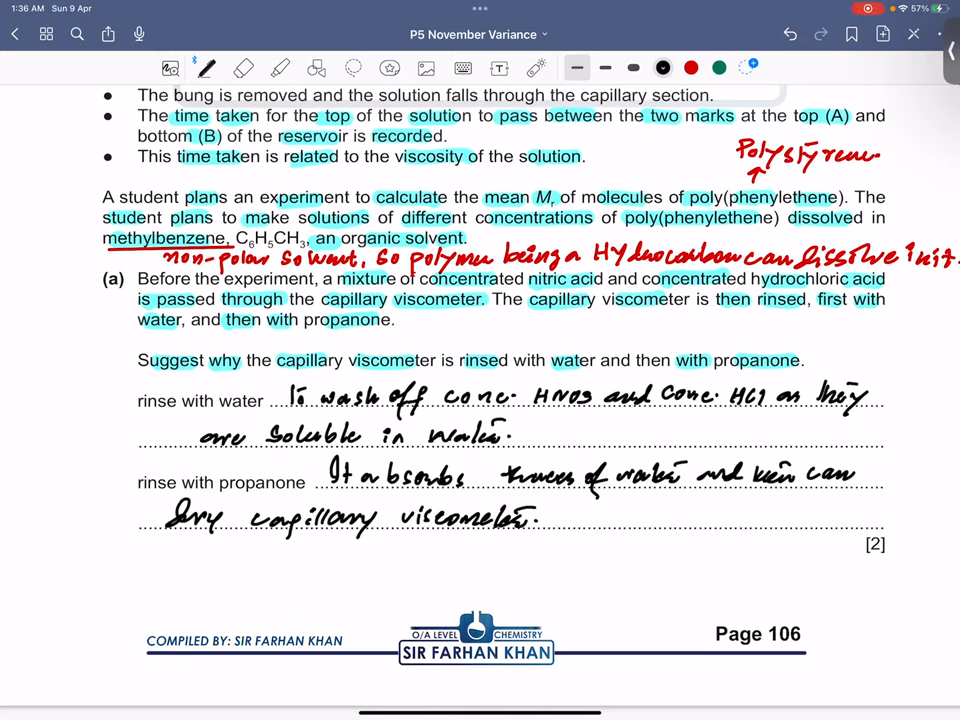 1:36 AM Sun 9 Apr
57%
P5 November Variance
• The bung is removed and the solution falls through the capillary section.
• The time taken for the top of the solution to pass between the two marks at the top (A) and
bottom (B) of the reservoir is recorded.
• This time taken is related to the viscosity of the solution.
Polystyrene
A student plans an experiment to calculate the mean Mr of molecules of poly(phenylethene). The
student plans to make solutions of different concentrations of poly(phenylethene) dissolved in
methylbenzene, C₆H₅CH₃, an organic solvent.
non-polar solvent, so polymer being a Hydrocarbon can dissolve in it.
(a) Before the experiment, a mixture of concentrated nitric acid and concentrated hydrochloric acid
is passed through the capillary viscometer. The capillary viscometer is then rinsed, first with
water, and then with propanone.
Suggest why the capillary viscometer is rinsed with water and then with propanone.
rinse with water To wash off conc. HNO3 and conc. HCl as they
are soluble in water.
rinse with propanone It absorbs traces of water and then can
dry capillary viscometer.
[2]
COMPILED BY: SIR FARHAN KHAN
O/A LEVEL CHEMISTRY
SIR FARHAN KHAN
Page 106